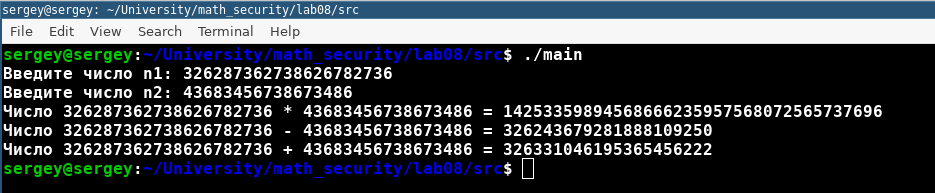 sergey@sergey: ~/University/math_security/lab08/src
File Edit View Search Terminal Help
sergey@sergey:~/University/math_security/lab08/src$ ./main
Введите число n1: 326287362738626782736
Введите число n2: 43683456738673486
Число 326287362738626782736 * 43683456738673486 = 14253359894568666235957568072565737696
Число 326287362738626782736 - 43683456738673486 = 326243679281888109250
Число 326287362738626782736 + 43683456738673486 = 326331046195365456222
sergey@sergey:~/University/math_security/lab08/src$